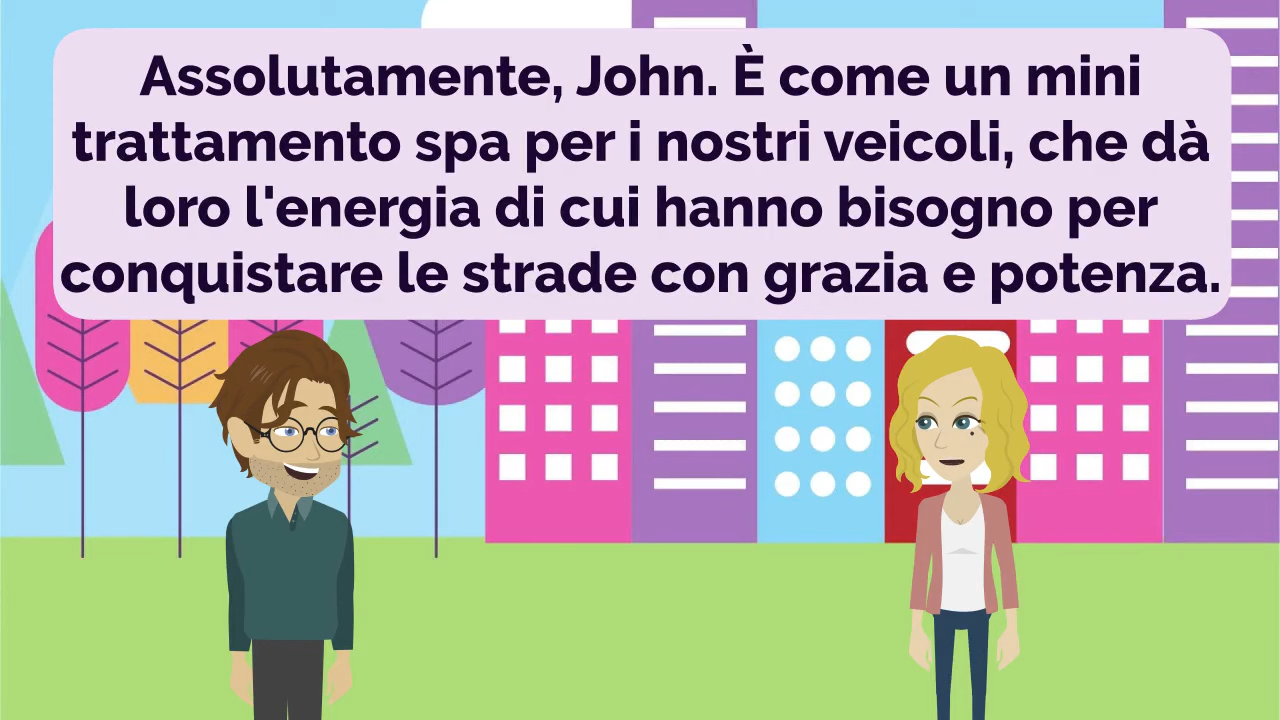 Assolutamente, John. È come un mini
trattamento spa per i nostri veicoli, che dà
loro l'energia di cui hanno bisogno per
conquistare le strade con grazia e potenza.